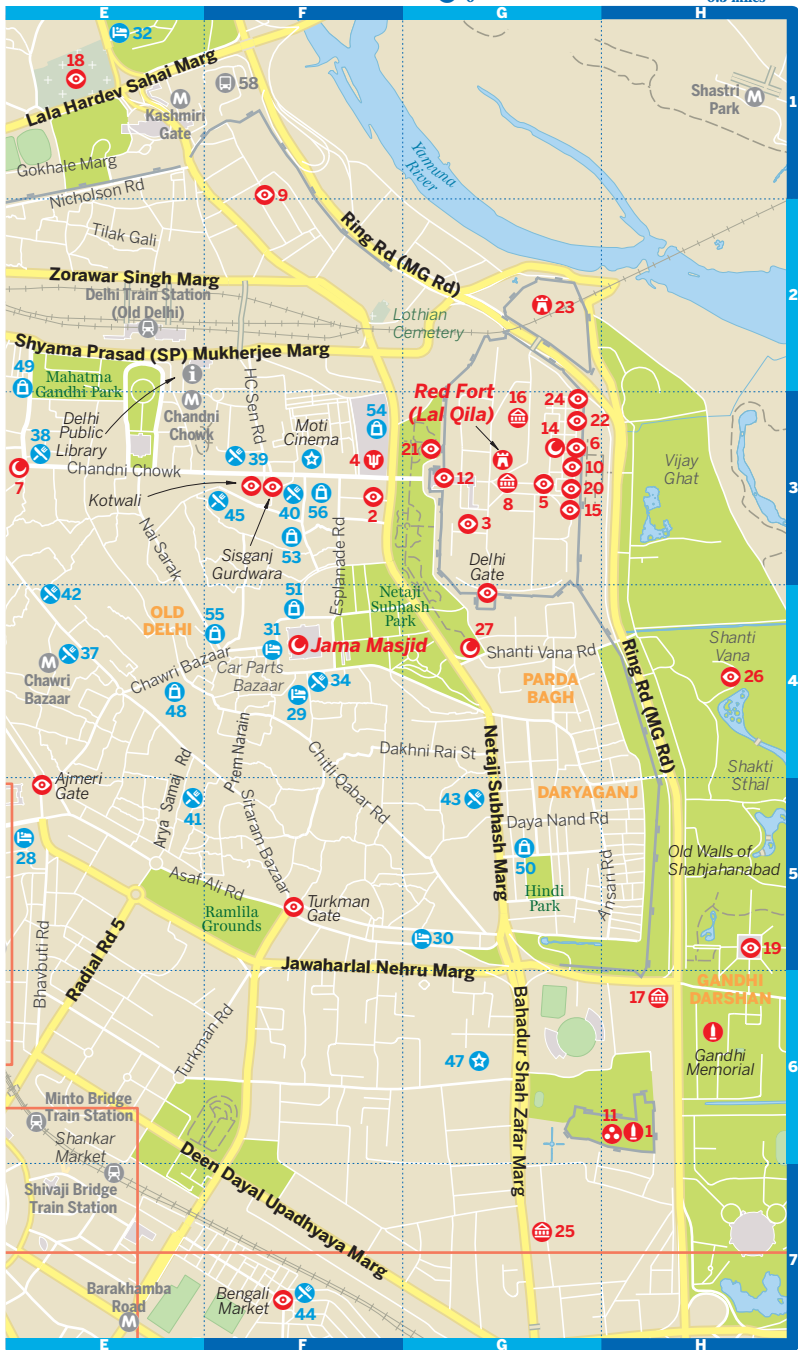 E
F
G
H
32
18
Lala Hardev Sahai Marg
58
Kashmiri
Gate
Shastri
Park
1
Gokhale Marg
Nicholson Rd
9
Yamuna
River
Tilak Gali
Ring Rd (MG Rd)
Zorawar Singh Marg
Delhi Train Station
(Old Delhi)
2
23
Lothian
Cemetery
Shyama Prasad (SP) Mukherjee Marg
49
Mahatma
Gandhi Park
HC Sen Rd
Red Fort
(Lal Qila)
16
24
22
Delhi
Public
Library
Chandni
Chowk
Moti
Cinema
54
14
6
38
39
4
21
10
Vijay
Ghat
Chandni Chowk
7
12
20
3
Kotwali
45
40
56
2
8
5
15
3
Nai Sarak
Sisganj
Gurdwara
53
Esplanade Rd
Delhi
Gate
42
51
Netaji
Subhash
Park
OLD
DELHI
55
31
Jama Masjid
27
Shanti Vana Rd
Shanti
Vana
37
Chawri
Bazaar
Chawri Bazaar
Car Parts
Bazaar
34
PARDA
BAGH
Ring Rd (MG Rd)
26
4
48
29
Prem Narain
Chitli Qabar Rd
Dakhni Rai St
Netaji Subhash Marg
Ajmeri
Gate
Arya Samaj Rd
Shakti
Sthal
41
Sitaram Bazaar
43
DARYAGANJ
Daya Nand Rd
28
50
Ansari Rd
Old Walls of
Shahjahanabad
5
Asaf Ali Rd
Ramlila
Grounds
Turkman
Gate
Hindi
Park
30
19
Bhavbuti Rd
Radial Rd 5
Jawaharlal Nehru Marg
GANDHI
DARSHAN
17
Bahadur Shah Zafar Marg
Turkman Rd
Gandhi
Memorial
47
6
Minto Bridge
Train Station
11
1
Shankar
Market
Deen Dayal Upadhyaya Marg
Shivaji Bridge
Train Station
25
7
Barakhamba
Road
Bengali
Market
44
E
F
G
H